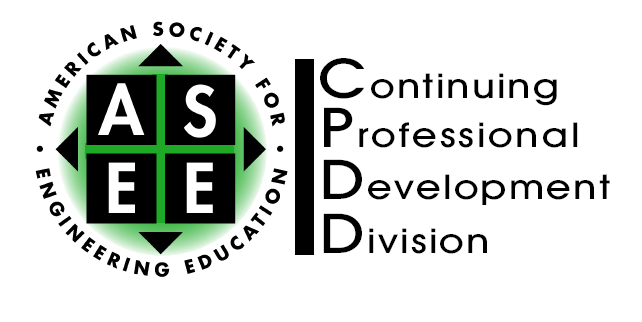 AMERICAN SOCIETY FOR
A S
E E
• ENGINEERING EDUCATION •
Continuing
Professional
Development
Division